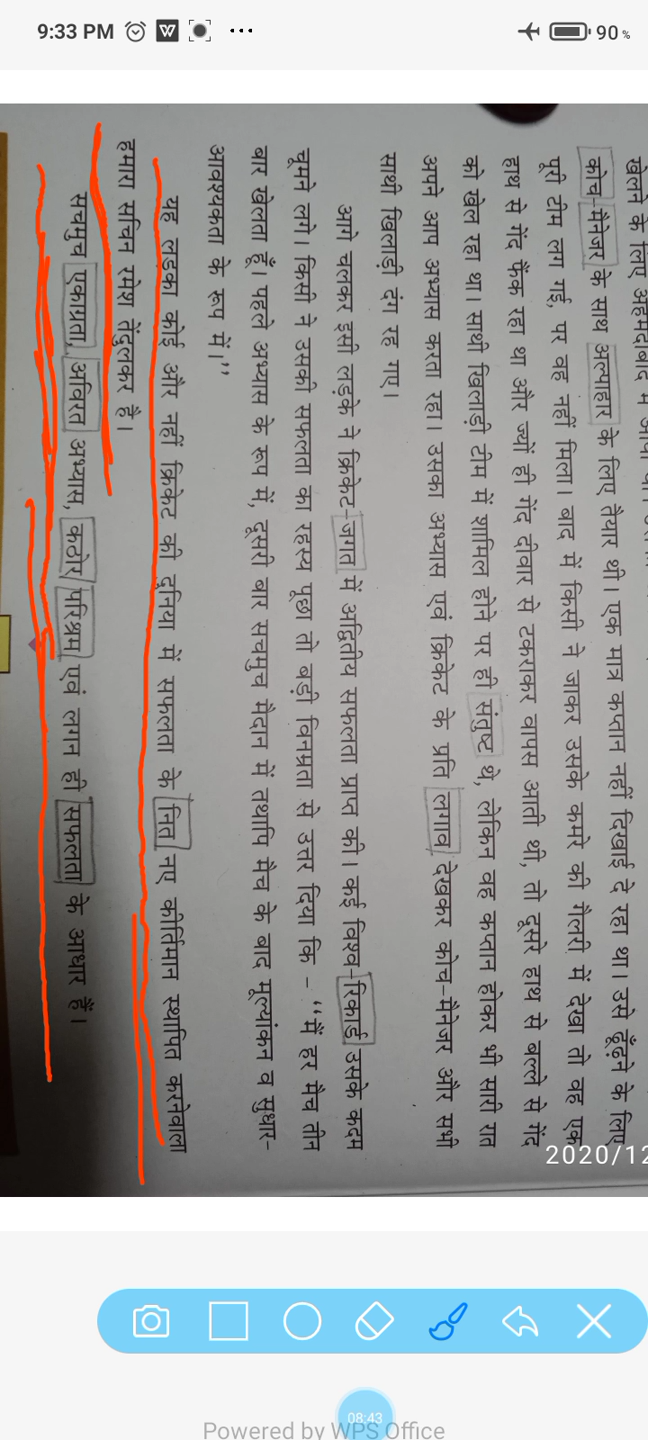 9:33 PM
90%
खेलने के लिए अहमदाबाद में
कोच-मैनेजर के साथ अल्पाहार के लिए तैयार थी। एक मात्र कप्तान नहीं दिखाई दे रहा था। उसे ढूँढ़ने के लिए
पूरी टीम लग गई, पर वह नहीं मिला। बाद में किसी ने जाकर उसके कमरे की गैलरी में देखा तो वह एक
हाथ से गेंद फैंक रहा था और ज्यों ही गेंद दीवार से टकराकर वापस आती थी, तो दूसरे हाथ से बल्ले से गेंद
को खेल रहा था। साथी खिलाड़ी टीम में शामिल होने पर ही संतुष्ट थे, लेकिन वह कप्तान होकर भी सारी रात
अपने आप अभ्यास करता रहा। उसका अभ्यास एवं क्रिकेट के प्रति लगाव देखकर कोच-मैनेजर और सभी
साथी खिलाड़ी दंग रह गए।
आगे चलकर इसी लड़के ने क्रिकेट-जगत में अद्वितीय सफलता प्राप्त की। कई विश्व-रिकार्ड उसके कदम
चूमने लगे। किसी ने उसकी सफलता का रहस्य पूछा तो बड़ी विनम्रता से उत्तर दिया कि - “मैं हर मैच तीन
बार खेलता हूँ। पहले अभ्यास के रूप में, दूसरी बार सचमुच मैदान में तथापि मैच के बाद मूल्यांकन व सुधार-
आवश्यकता के रूप में।”
यह लड़का कोई और नहीं क्रिकेट की दुनिया में सफलता के नित नए कीर्तिमान स्थापित करनेवाला
हमारा सचिन रमेश तेंदुलकर है।
सचमुच एकाग्रता, अविरत अभ्यास, कठोर परिश्रम एवं लगन ही सफलता के आधार हैं।
2020/12
08:43
Powered by WPS Office